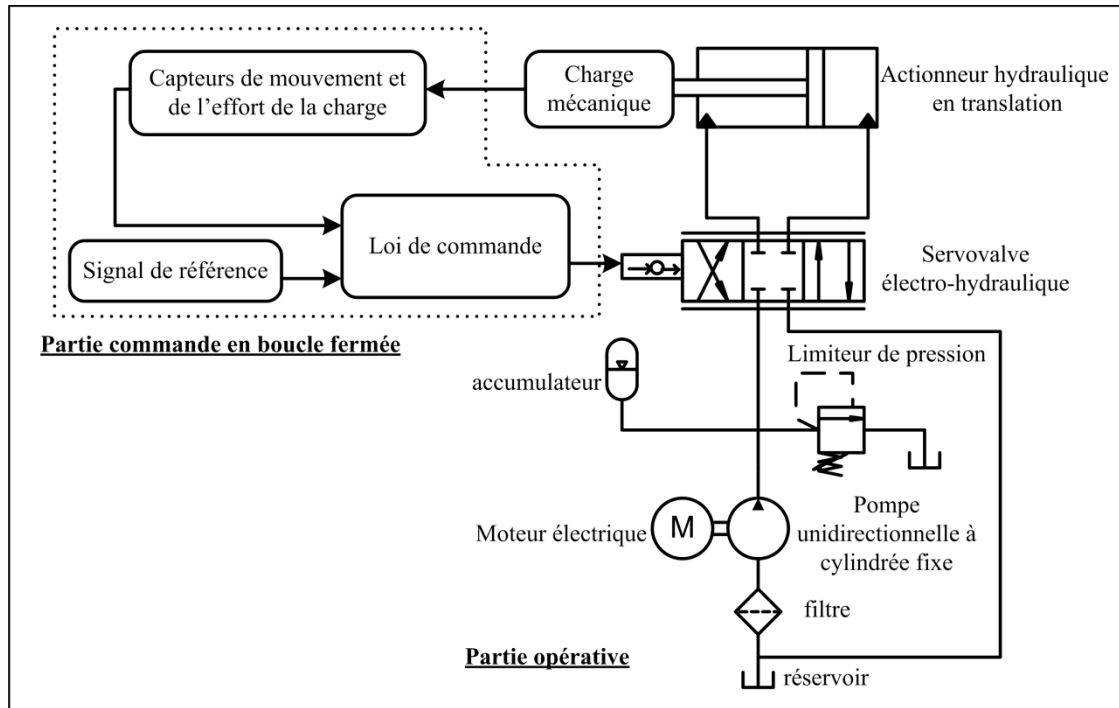 Capteurs de mouvement et
de l’effort de la charge
Charge
mécanique
Actionneur hydraulique
en translation
Signal de référence
Loi de commande
Servovalve
électro-hydraulique
Partie commande en boucle fermée
accumulateur
Limiteur de pression
Moteur électrique
M
Pompe
unidirectionnelle à
cylindrée fixe
filtre
Partie opérative
réservoir